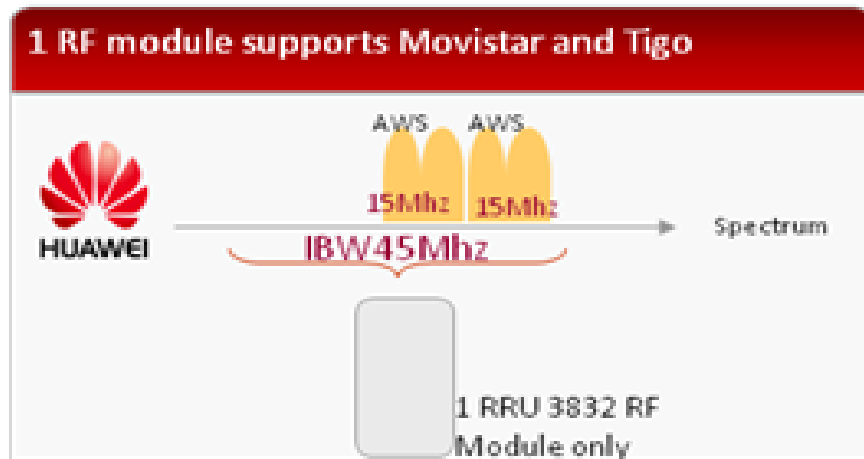 1 RF module supports Movistar and Tigo
AWS AWS
15Mhz 15Mhz
HUAWEI
Spectrum
IBW45Mhz
1 RRU 3832 RF
Module only